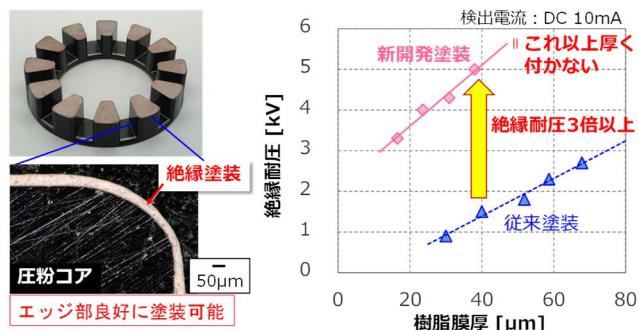 絶縁塗装
圧粉コア
50μm
エッジ部良好に塗装可能
検出電流：DC 10mA
絶縁耐圧 [kV]
6
5
4
3
2
1
0
新開発塗装
॥ これ以上厚く
付かない
絶縁耐圧3倍以上
従来塗装
0
20
40
60
80
樹脂膜厚 [μm]